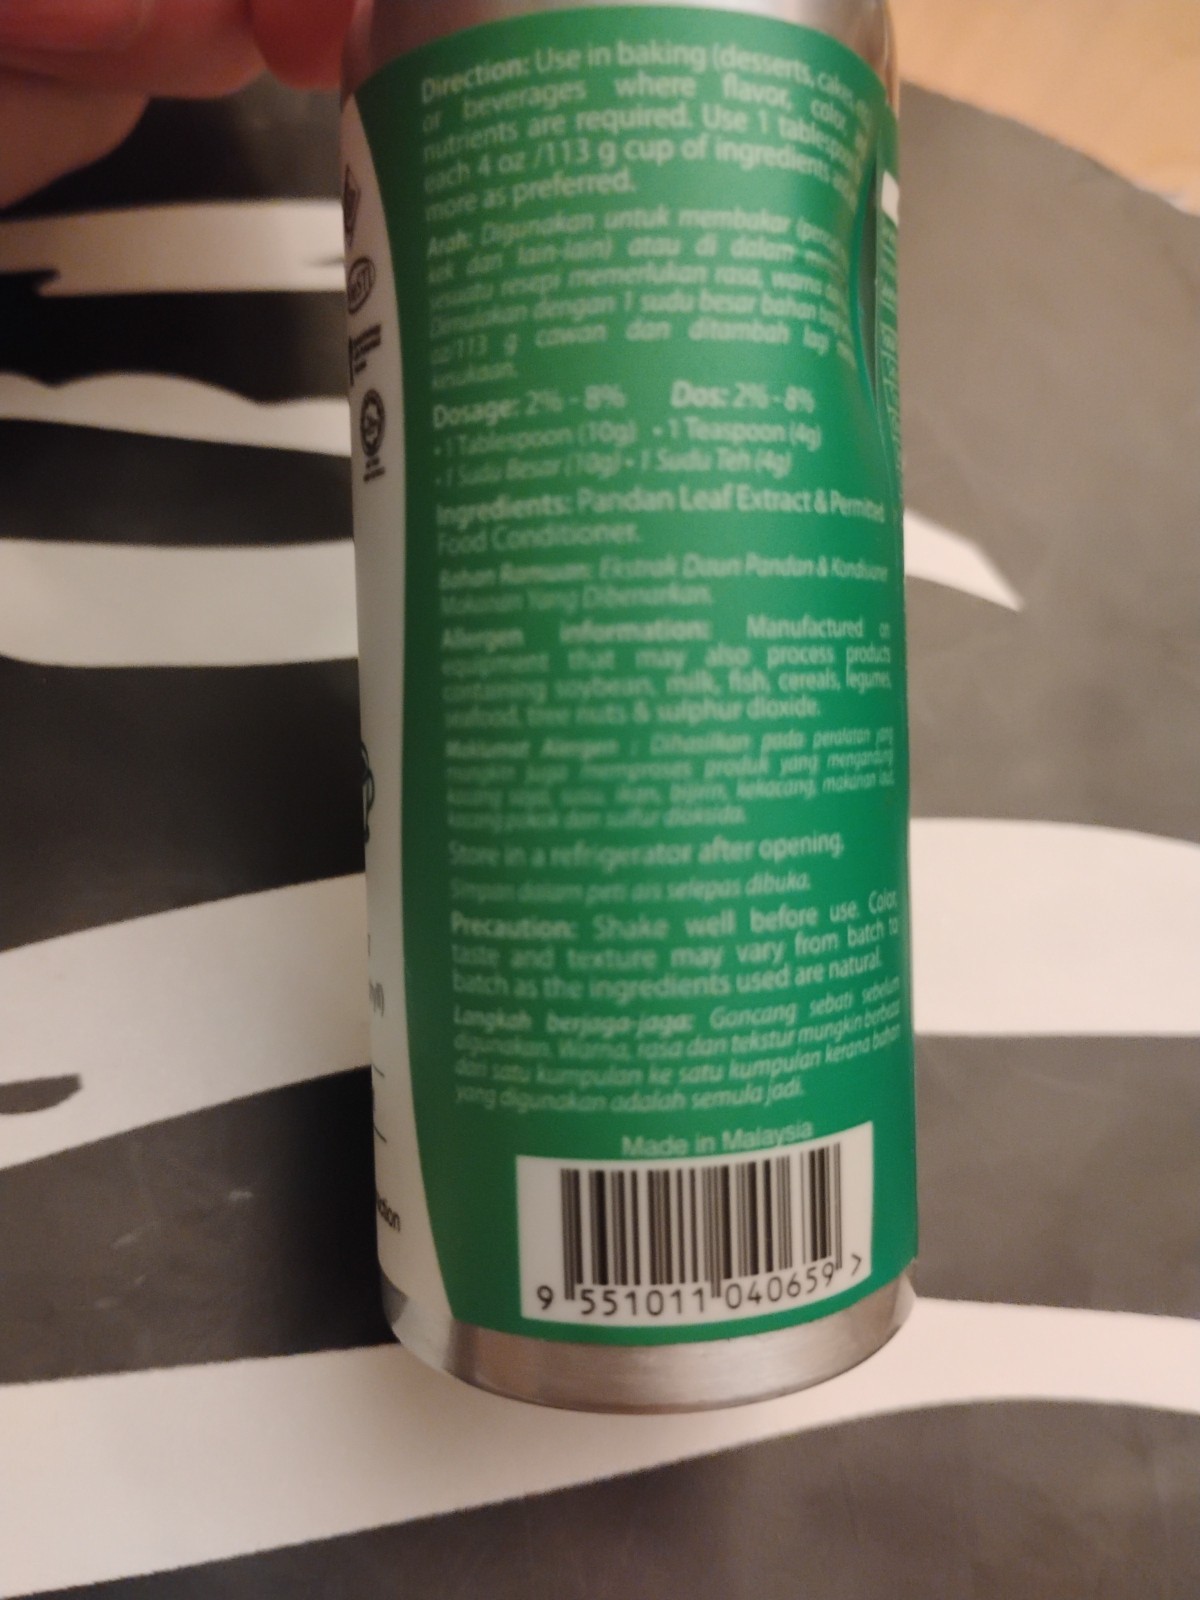 Direction: Use in baking (desserts, cakes,
or beverages where flavor, color
nutrients are required. Use 1 tablespoon
each 4 oz /113 g cup of ingredients
more as preferred.
Arah: Digunakan untuk membakar
kek dan lain-lain) atau di dalam
sesuatu resepi memerlukan rasa, warna
Dimulakan dengan 1 sudu besar bahan
oz/113 g cawan dan ditambah lag
kesukaan.
Dosage: 2% - 8% Dos: 2% - 8%
• 1 Tablespoon (10g) • 1 Teaspoon (4g)
• 1 Sudu Besar (10g) • 1 Sudu Teh (4g)
Ingredients: Pandan Leaf Extract & Permitted
Food Conditioner.
Bahan Ramuan: Ekstrak Daun Pandan & Kondisioner
Makanan Yang Dibenarkan.
Allergen information: Manufactured on
equipment that may also process products
containing soybean, milk, fish, cereals, legumes,
seafood, tree nuts & sulphur dioxide.
Maklumat Alergen : Dihasilkan pada peralatan yang
mungkin juga memproses produk yang mengandungi
kacang soya, susu, ikan, bijirin, kekacang, makanan laut,
kacang pokok dan sulfur dioksida.
Store in a refrigerator after opening.
Simpan dalam peti ais selepas dibuka.
Precaution: Shake well before use. Color,
taste and texture may vary from batch to
batch as the ingredients used are natural.
Langkah berjaga-jaga: Goncang sebati sebelum
digunakan. Warna, rasa dan tekstur mungkin berbeza
dari satu kumpulan ke satu kumpulan kerana bahan
yang digunakan adalah semula jadi.
Made in Malaysia
9 551011 040659 >